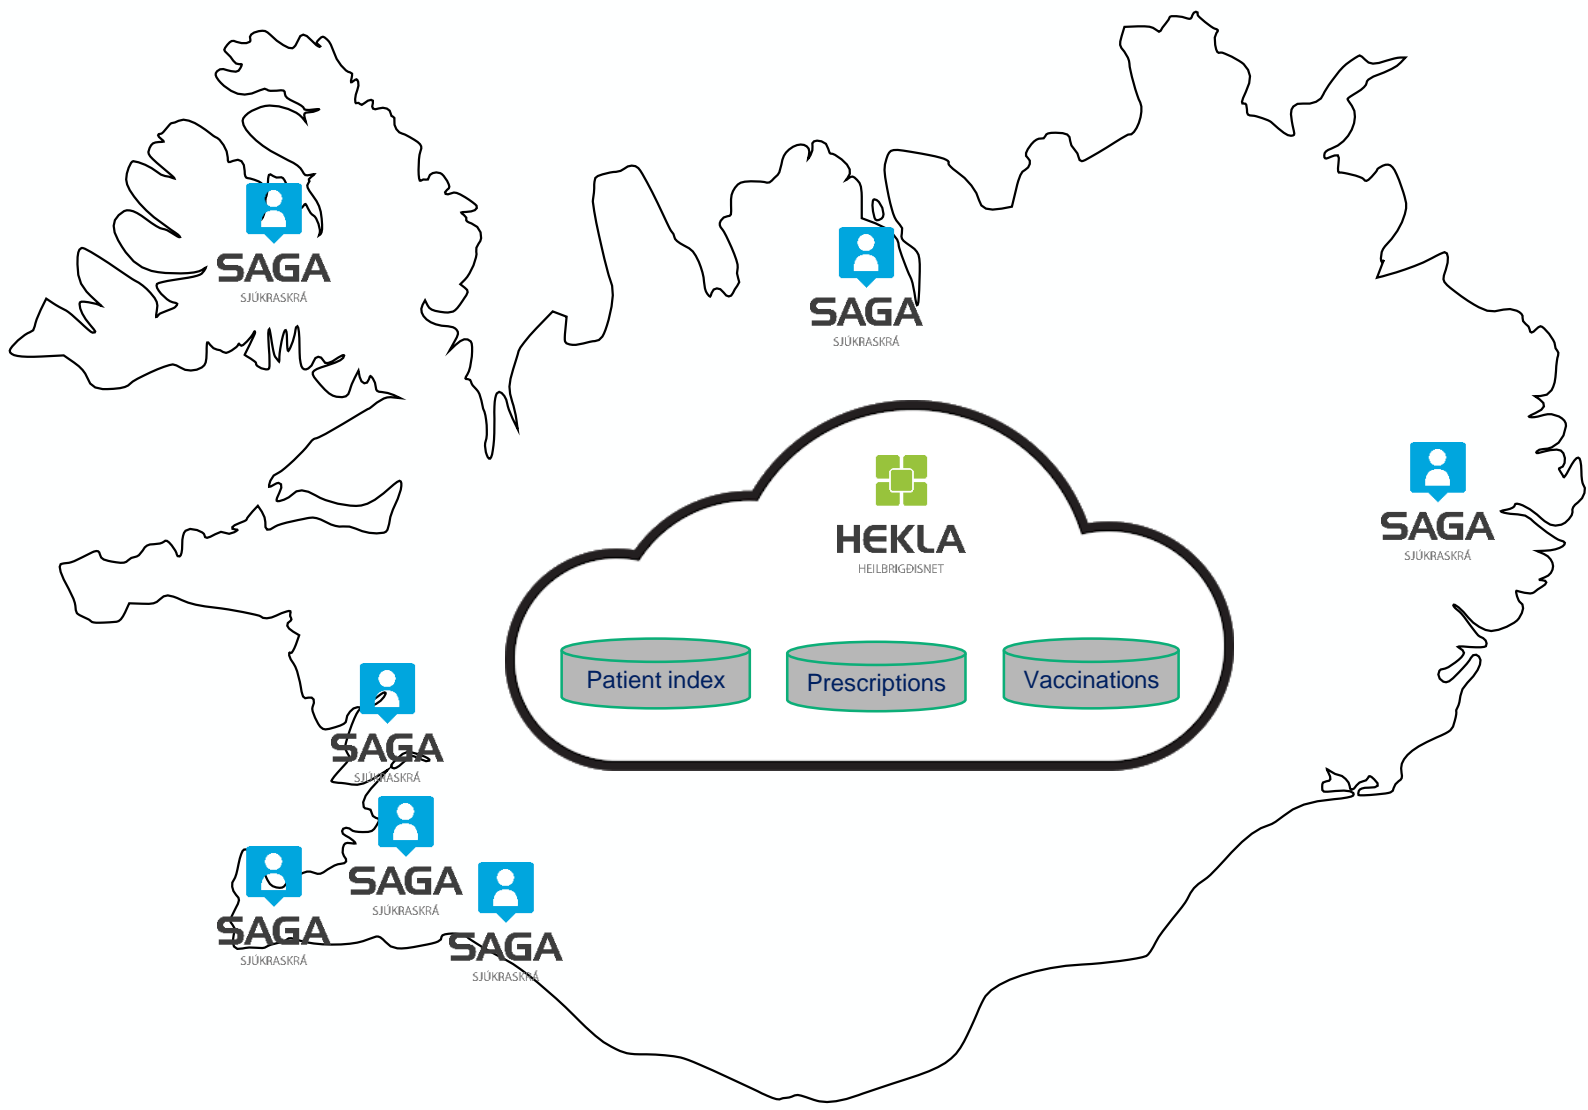 SAGA
SJÚKRASKRÁ
SAGA
SJÚKRASKRÁ
HEKLA
HEILBRIGÐISNET
SAGA
SJÚKRASKRÁ
Patient index
Prescriptions
Vaccinations
SAGA
SJÚKRASKRÁ
SAGA
SJÚKRASKRÁ
SAGA
SJÚKRASKRÁ
SAGA
SJÚKRASKRÁ